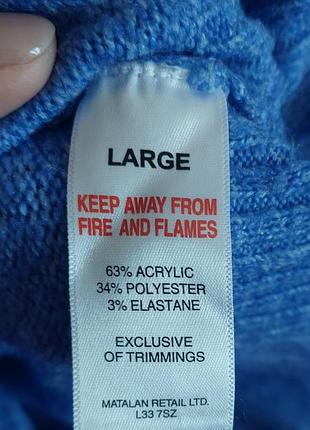 LARGE
KEEP AWAY FROM
FIRE AND FLAMES
63% ACRYLIC
34% POLYESTER
3% ELASTANE
EXCLUSIVE
OF TRIMMINGS
MATALAN RETAIL LTD.
L33 7SZ